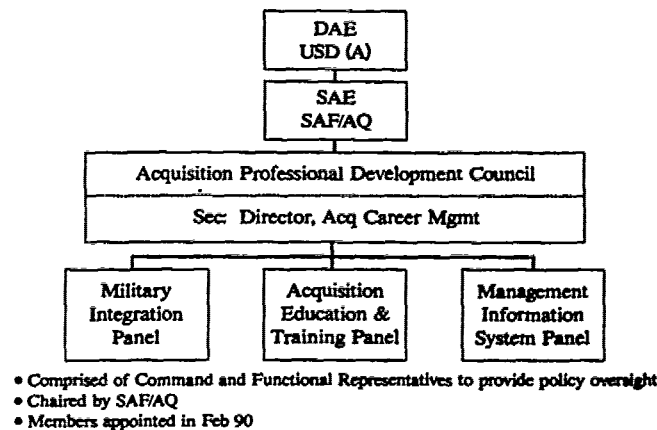 DAE
USD (A)
SAE
SAF/AQ
Acquisition Professional Development Council
Sec: Director, Acq Career Mgmt
Military
Integration
Panel
Acquisition
Education &
Training Panel
Management
Information
System Panel
• Comprised of Command and Functional Representatives to provide policy oversight
• Chaired by SAF/AQ
• Members appointed in Feb 90